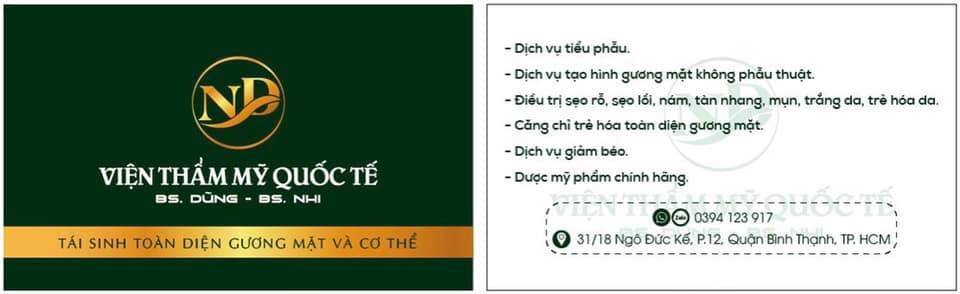 ND
VIỆN THẨM MỸ QUỐC TẾ
BS. DŨNG - BS. NHI
TÁI SINH TOÀN DIỆN GƯƠNG MẶT VÀ CƠ THỂ
- Dịch vụ tiểu phẫu.
- Dịch vụ tạo hình gương mặt không phẫu thuật.
- Điều trị sẹo rỗ, sẹo lồi, nám, tàn nhang, mụn, trắng da, trẻ hóa da.
- Căng chỉ trẻ hóa toàn diện gương mặt.
- Dịch vụ giảm béo.
- Dược mỹ phẩm chính hãng.
VIỆN THẨM MỸ QUỐC TẾ
BS. DŨNG - BS. NHI
Zalo 0394 123 917
31/18 Ngô Đức Kế, P.12, Quận Bình Thạnh, TP. HCM